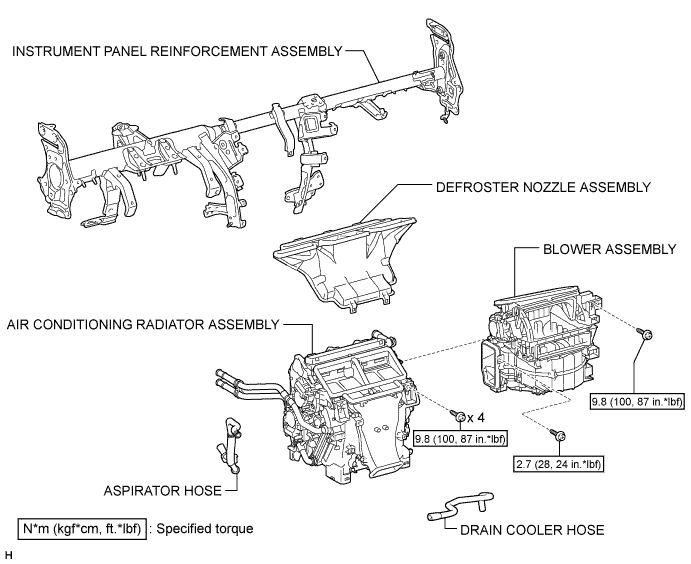 INSTRUMENT PANEL REINFORCEMENT ASSEMBLY
DEFROSTER NOZZLE ASSEMBLY
BLOWER ASSEMBLY
AIR CONDITIONING RADIATOR ASSEMBLY
9.8 (100, 87 in.*lbf)
x 4
9.8 (100, 87 in.*lbf)
2.7 (28, 24 in.*lbf)
ASPIRATOR HOSE
DRAIN COOLER HOSE
N*m (kgf*cm, ft.*lbf) : Specified torque
H